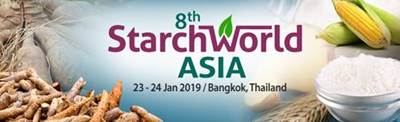 8th
StarchWorld
ASIA
23 - 24 Jan 2019 / Bangkok, Thailand